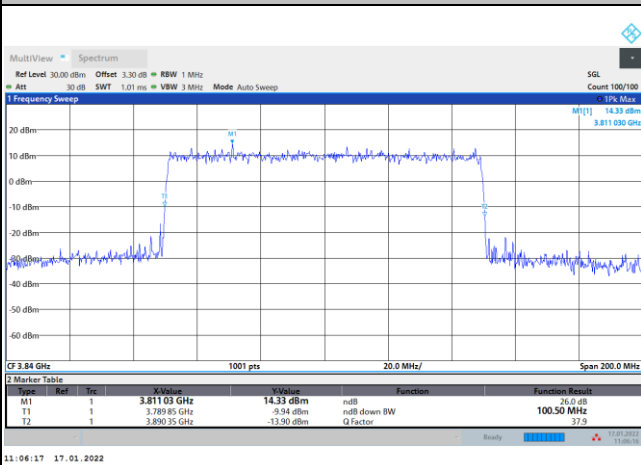 MultiView Spectrum
Ref Level 30.00 dBm Offset 3.30 dB RBW 1 MHz SGL
Att 30 dB SWT 1.01 ms VBW 3 MHz Mode Auto Sweep Count 100/100
1 Frequency Sweep 1Pk Max
M1[1] 14.33 dBm
3.811 030 GHz
M1
20 dBm
10 dBm
0 dBm
T1
-10 dBm
T2
-20 dBm
-30 dBm
-40 dBm
-50 dBm
-60 dBm
CF 3.84 GHz 1001 pts 20.0 MHz/ Span 200.0 MHz
2 Marker Table
Type Ref Trc X-Value Y-Value Function Function Result
M1 1 3.811 03 GHz 14.33 dBm ndB 26.0 dB
T1 1 3.789 85 GHz -9.94 dBm ndB down BW 100.50 MHz
T2 1 3.890 35 GHz -13.90 dBm Q Factor 37.9
Ready 17.01.2022
11:06:16
11:06:17 17.01.2022